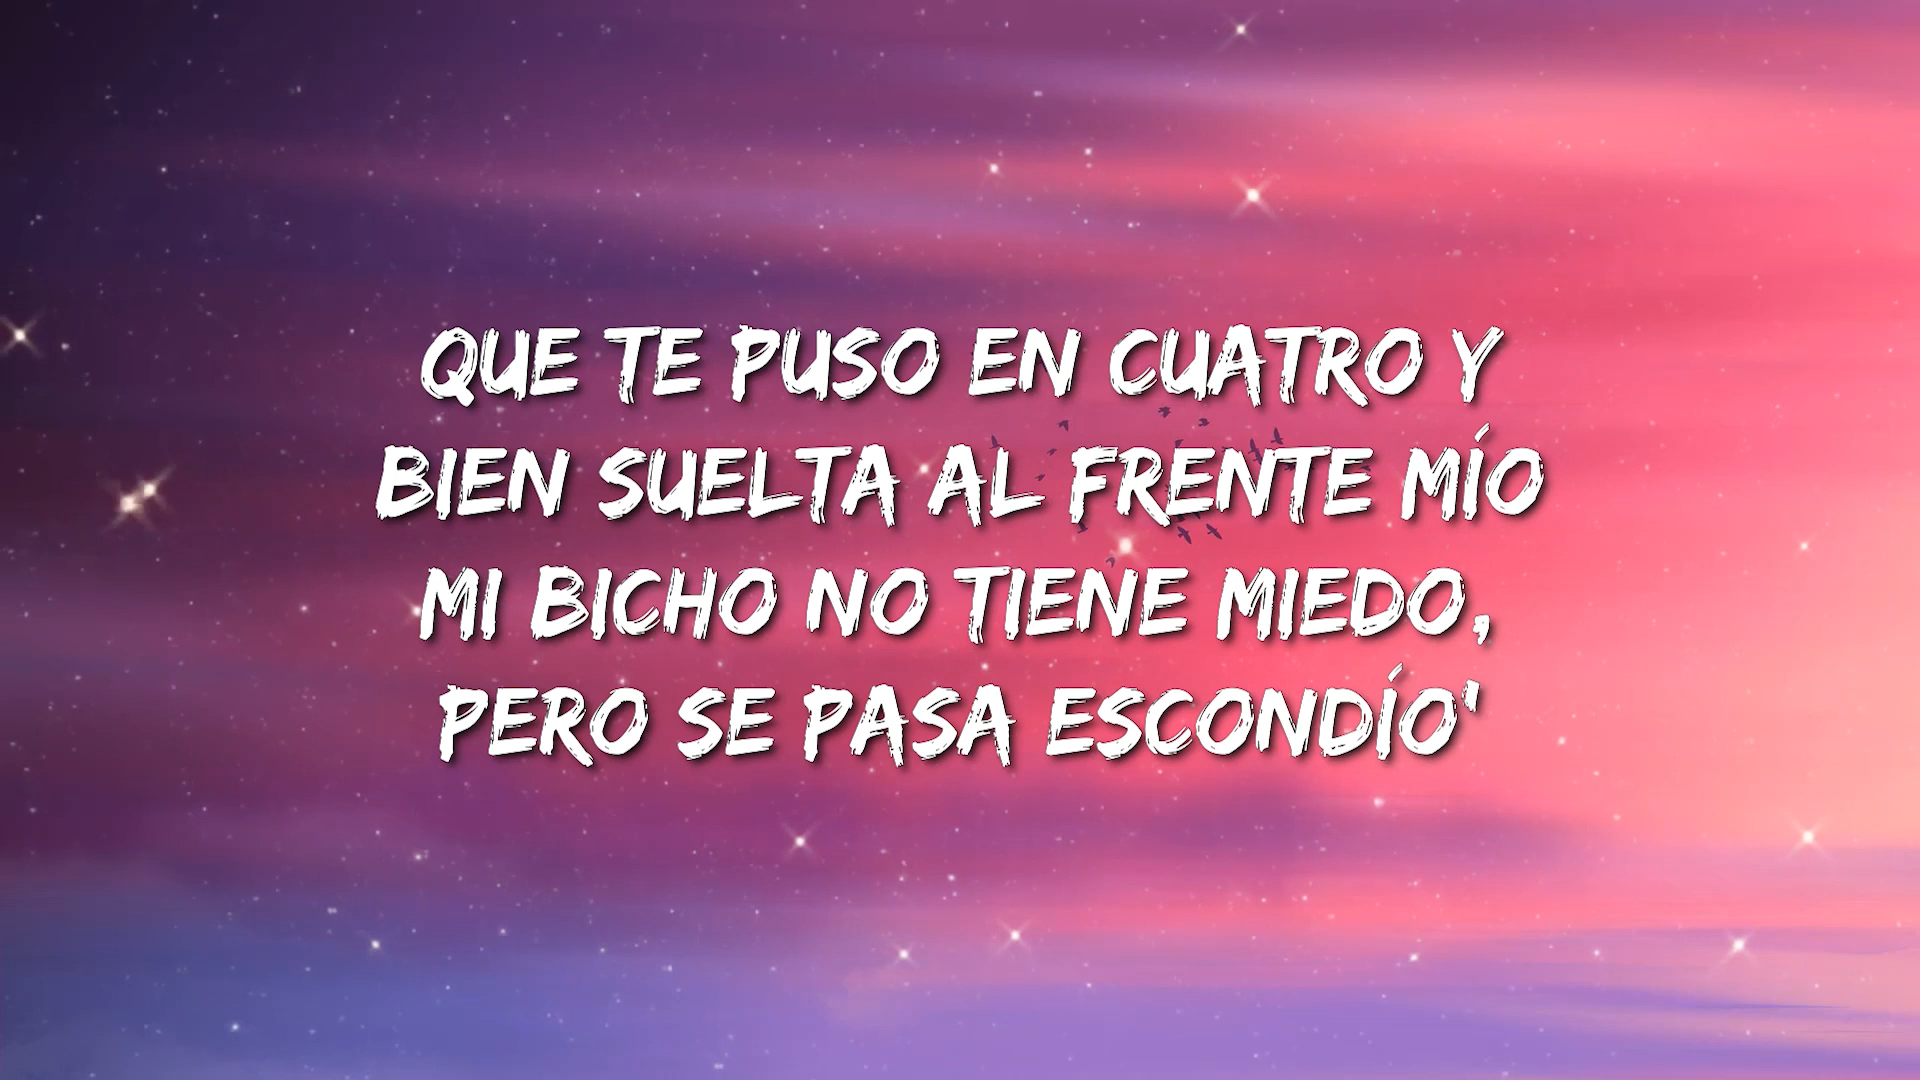 QUE TE PUSO EN CUATRO Y
BIEN SUELTA AL FRENTE MÍO
MI BICHO NO TIENE MIEDO,
PERO SE PASA ESCONDÍO'